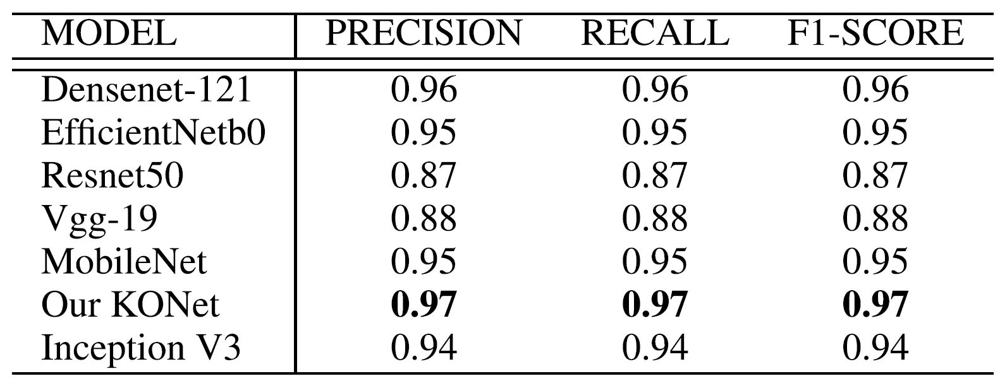 MODEL PRECISION RECALL F1-SCORE
Densenet-121 0.96 0.96 0.96
EfficientNetb0 0.95 0.95 0.95
Resnet50 0.87 0.87 0.87
Vgg-19 0.88 0.88 0.88
MobileNet 0.95 0.95 0.95
Our KONet 0.97 0.97 0.97
Inception V3 0.94 0.94 0.94